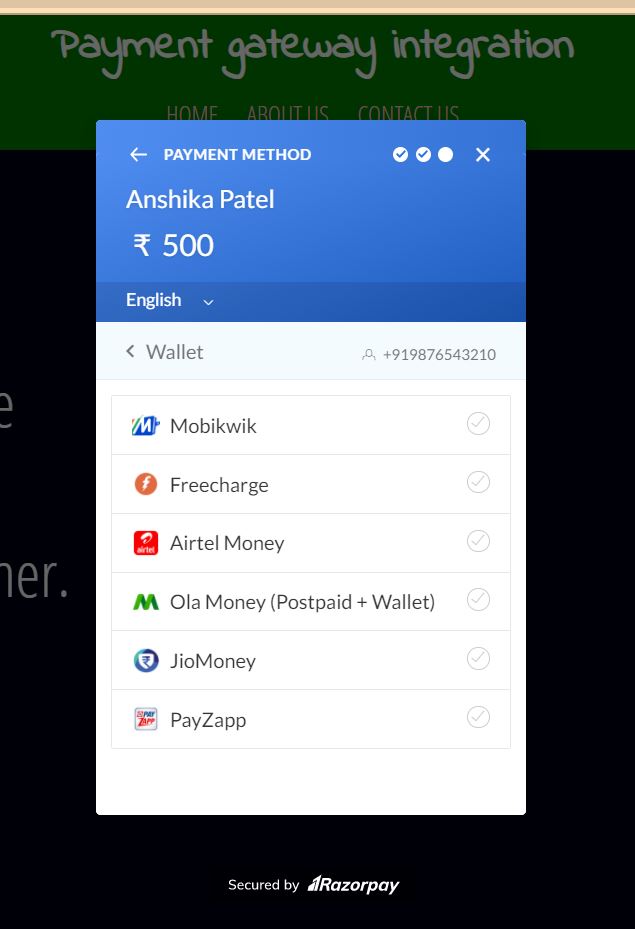 Payment gateway integration
HOME ABOUT US CONTACT US
PAYMENT METHOD
Anshika Patel
₹ 500
English
Wallet +919876543210
e
Mobikwik
Freecharge
airtel Airtel Money
ner.
Ola Money (Postpaid + Wallet)
JioMoney
PAY ZAPP PayZapp
Secured by Razorpay